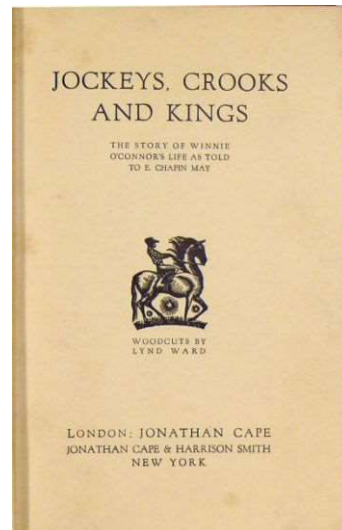 JOCKEYS, CROOKS
AND KINGS
THE STORY OF WINNIE
O'CONNOR'S LIFE AS TOLD
TO E. CHAPIN MAY
WOODCUTS BY
LYND WARD
LONDON: JONATHAN CAPE
JONATHAN CAPE & HARRISON SMITH
NEW YORK